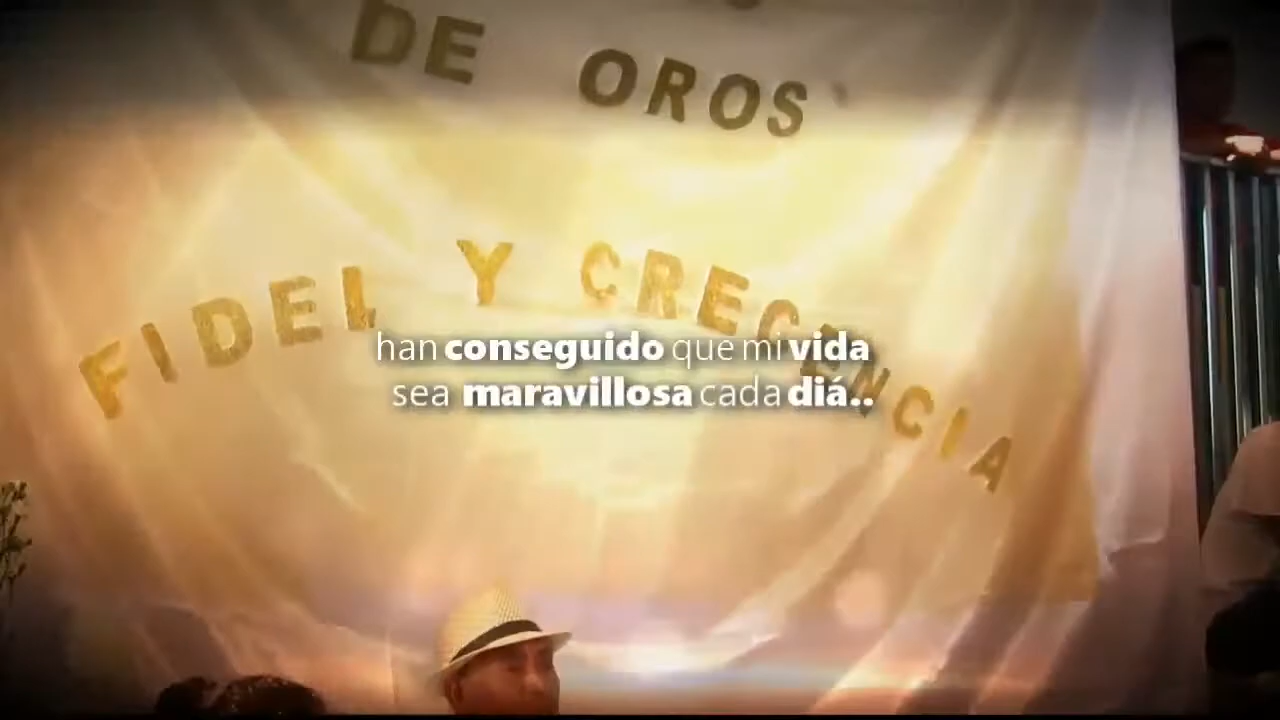 DE OROS
FIDEL Y CRECENCIA
han conseguido que mi vida
sea maravillosa cada diá..